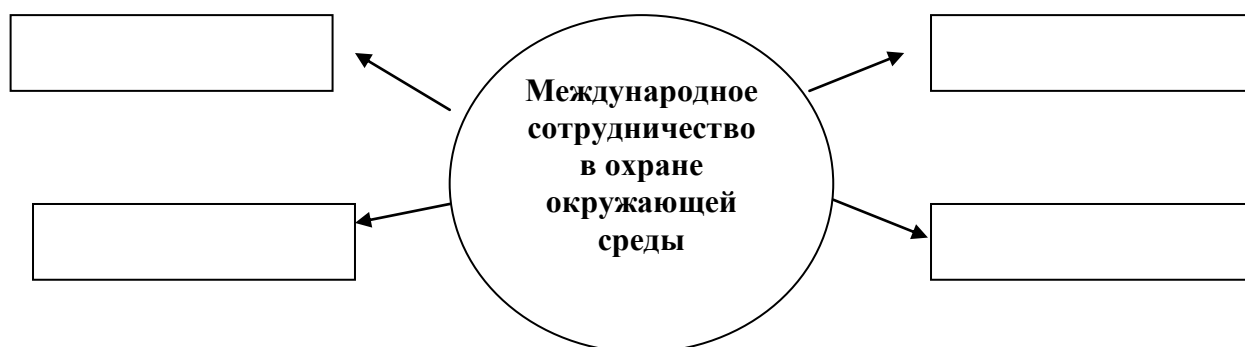 Международное
сотрудничество
в охране
окружающей
среды